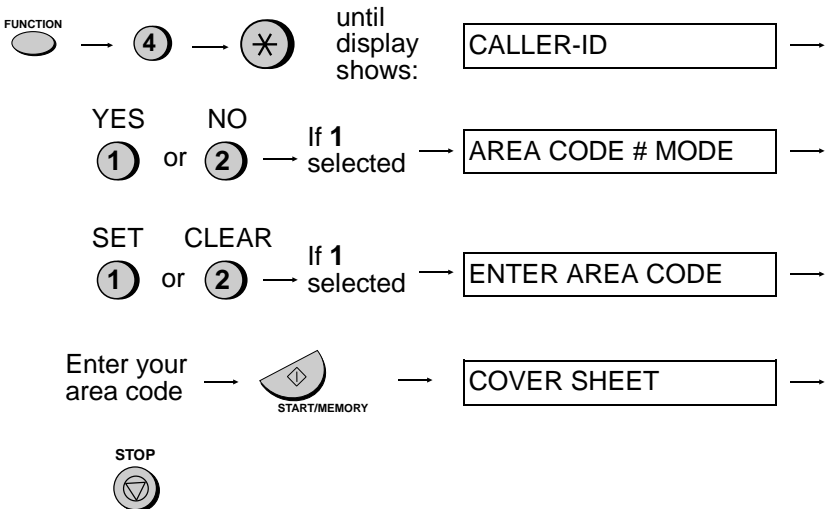 FUNCTION
4
until
display
shows:
CALLER-ID
YES NO
1 or 2
If 1
selected
AREA CODE # MODE
SET CLEAR
1 or 2
If 1
selected
ENTER AREA CODE
Enter your
area code
START/MEMORY
COVER SHEET
STOP